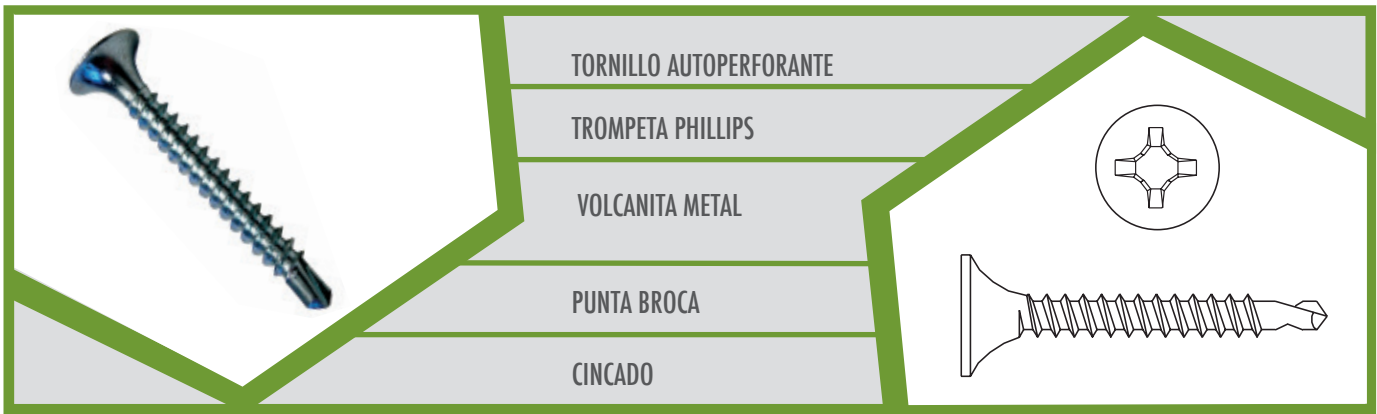 TORNILLO AUTOPERFORANTE
TROMPETA PHILLIPS
VOLCANITA METAL
PUNTA BROCA
CINCADO